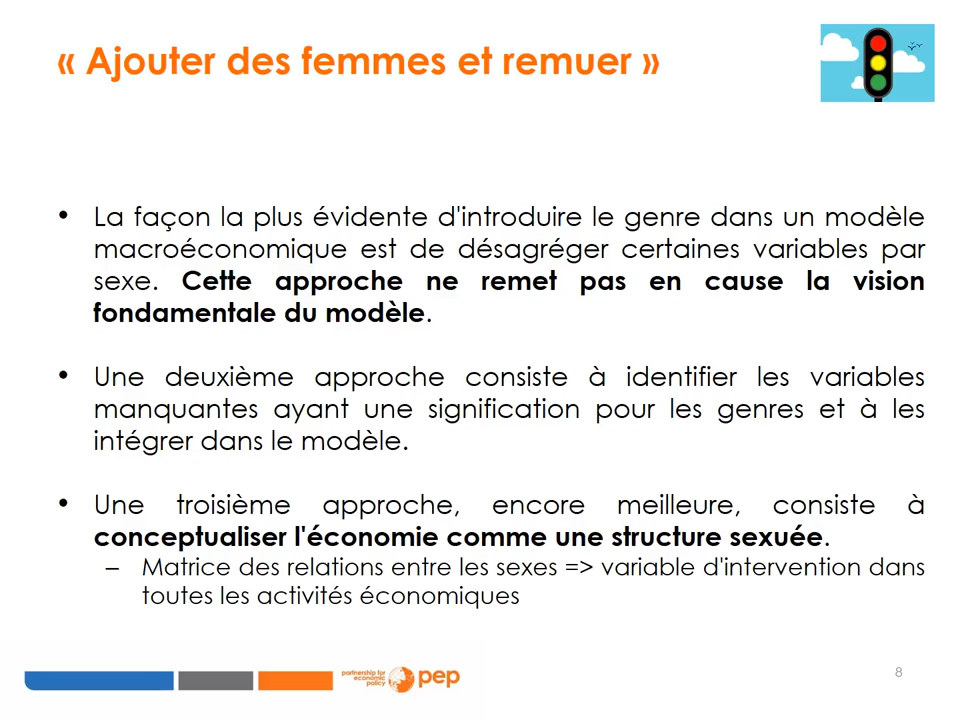 « Ajouter des femmes et remuer »
• La façon la plus évidente d'introduire le genre dans un modèle
macroéconomique est de désagréger certaines variables par
sexe. Cette approche ne remet pas en cause la vision
fondamentale du modèle.
• Une deuxième approche consiste à identifier les variables
manquantes ayant une signification pour les genres et à les
intégrer dans le modèle.
• Une troisième approche, encore meilleure, consiste à
conceptualiser l'économie comme une structure sexuée.
– Matrice des relations entre les sexes => variable d'intervention dans
toutes les activités économiques
partnership for
economic
policy
pep
8